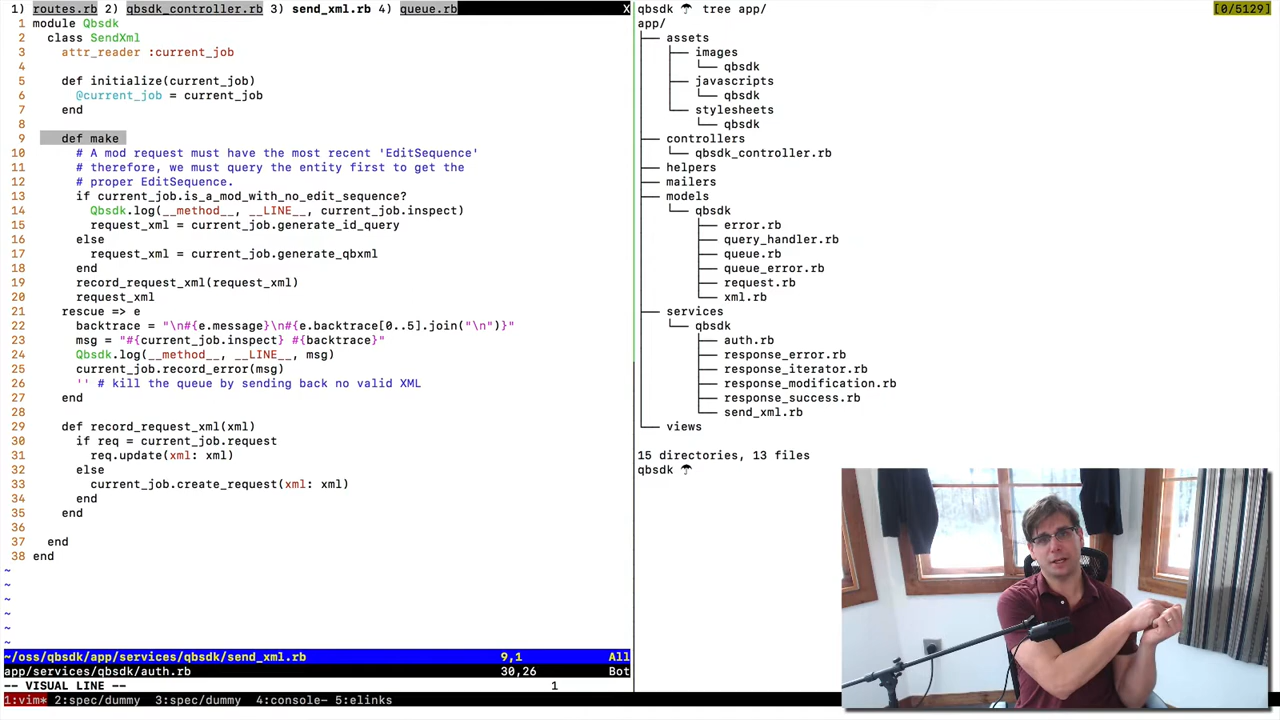 1) routes.rb 2) qbsdk_controller.rb 3) send_xml.rb 4) queue.rb X
1 module Qbsdk
2   class SendXml
3     attr_reader :current_job
4
5     def initialize(current_job)
6       @current_job = current_job
7     end
8
9     def make
10       # A mod request must have the most recent 'EditSequence'
11       # therefore, we must query the entity first to get the
12       # proper EditSequence.
13       if current_job.is_a_mod_with_no_edit_sequence?
14         Qbsdk.log(__method__, __LINE__, current_job.inspect)
15         request_xml = current_job.generate_id_query
16       else
17         request_xml = current_job.generate_qbxml
18       end
19       record_request_xml(request_xml)
20       request_xml
21     rescue => e
22       backtrace = "\n#{e.message}\n#{e.backtrace[0..5].join("\n")}"
23       msg = "#{current_job.inspect} #{backtrace}"
24       Qbsdk.log(__method__, __LINE__, msg)
25       current_job.record_error(msg)
26       '' # kill the queue by sending back no valid XML
27     end
28
29     def record_request_xml(xml)
30       if req = current_job.request
31         req.update(xml: xml)
32       else
33         current_job.create_request(xml: xml)
34       end
35     end
36
37   end
38 end
~
~
~
~
~
~
~/oss/qbsdk/app/services/qbsdk/send_xml.rb 9,1 All
app/services/qbsdk/auth.rb 30,26 Bot
-- VISUAL LINE -- 1
1:vim* 2:spec/dummy 3:spec/dummy 4:console- 5:elinks
qbsdk ☂ tree app/ [0/5129]
app/
├── assets
│   ├── images
│   │   └── qbsdk
│   ├── javascripts
│   │   └── qbsdk
│   └── stylesheets
│       └── qbsdk
├── controllers
│   └── qbsdk_controller.rb
├── helpers
├── mailers
├── models
│   └── qbsdk
│       ├── error.rb
│       ├── query_handler.rb
│       ├── queue.rb
│       ├── queue_error.rb
│       ├── request.rb
│       └── xml.rb
├── services
│   └── qbsdk
│       ├── auth.rb
│       ├── response_error.rb
│       ├── response_iterator.rb
│       ├── response_modification.rb
│       ├── response_success.rb
│       └── send_xml.rb
└── views
15 directories, 13 files
qbsdk ☂